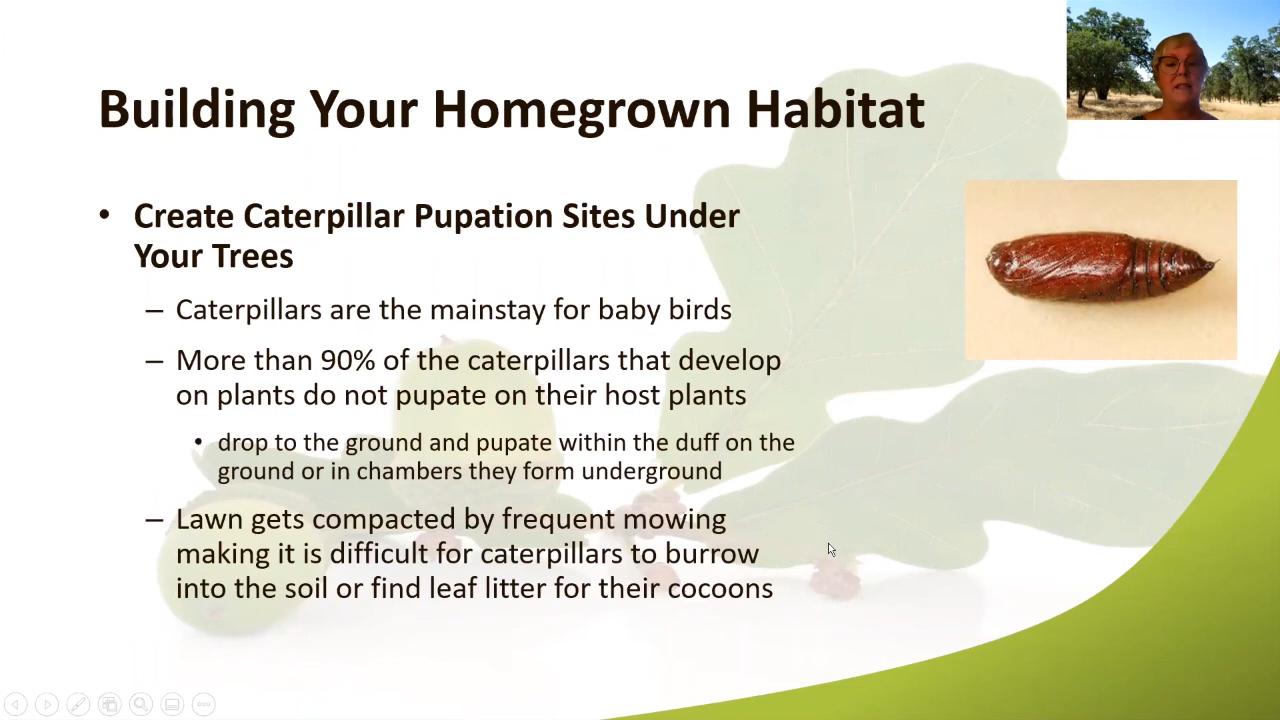 Building Your Homegrown Habitat
• Create Caterpillar Pupation Sites Under
Your Trees
– Caterpillars are the mainstay for baby birds
– More than 90% of the caterpillars that develop
on plants do not pupate on their host plants
• drop to the ground and pupate within the duff on the
ground or in chambers they form underground
– Lawn gets compacted by frequent mowing
making it is difficult for caterpillars to burrow
into the soil or find leaf litter for their cocoons